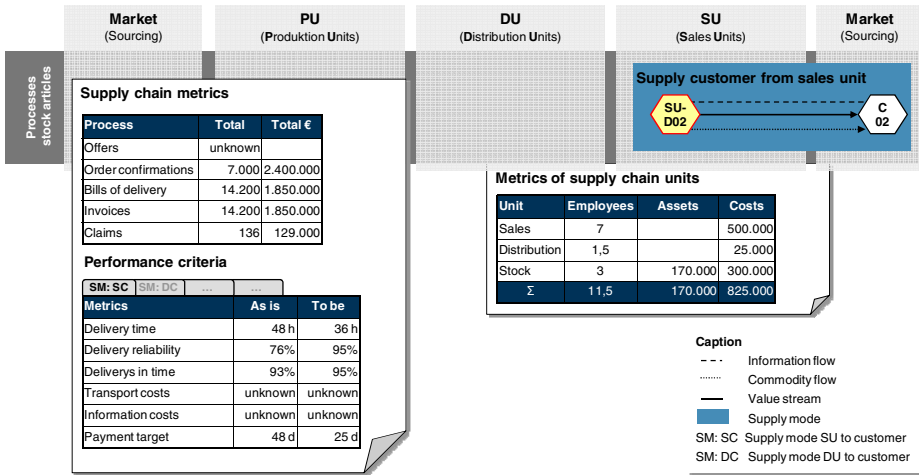 Market PU DU SU Market
(Sourcing) (Produktion Units) (Distribution Units) (Sales Units) (Sourcing)
Processes
stock articles
Supply customer from sales unit
SU-
D02
C
02
Supply chain metrics
Process Total Total €
Offers unknown
Order confirmations 7.000 2.400.000
Bills of delivery 14.200 1.850.000
Invoices 14.200 1.850.000
Claims 136 129.000
Performance criteria
SM: SC SM: DC ... ...
Metrics As is To be
Delivery time 48 h 36 h
Delivery reliability 76% 95%
Deliverys in time 93% 95%
Transport costs unknown unknown
Information costs unknown unknown
Payment target 48 d 25 d
Metrics of supply chain units
Unit Employees Assets Costs
Sales 7 500.000
Distribution 1,5 25.000
Stock 3 170.000 300.000
Σ 11,5 170.000 825.000
Caption
Information flow
Commodity flow
Value stream
Supply mode
SM: SC Supply mode SU to customer
SM: DC Supply mode DU to customer